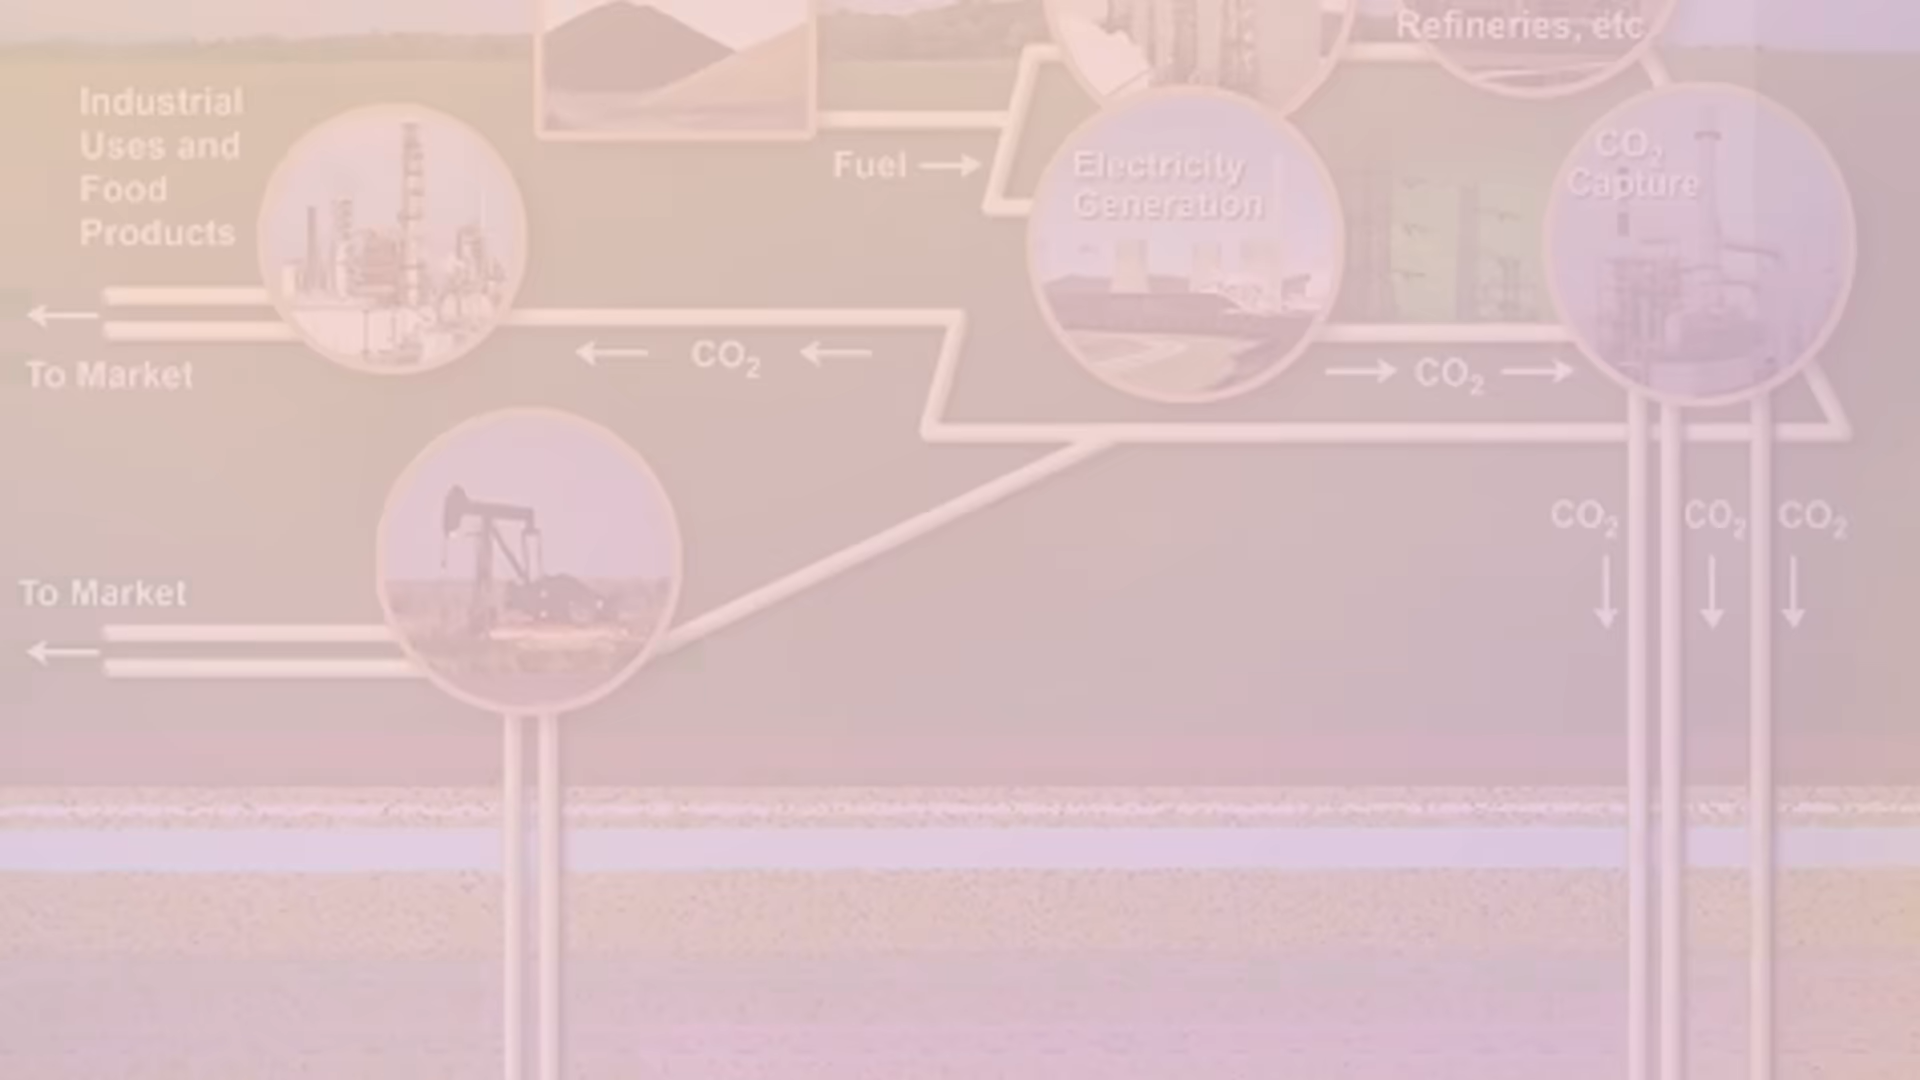 Refineries, etc
Industrial
Uses and
Food
Products
Fuel
Electricity
Generation
CO₂
Capture
To Market
CO₂
CO₂
CO₂
CO₂
CO₂
To Market